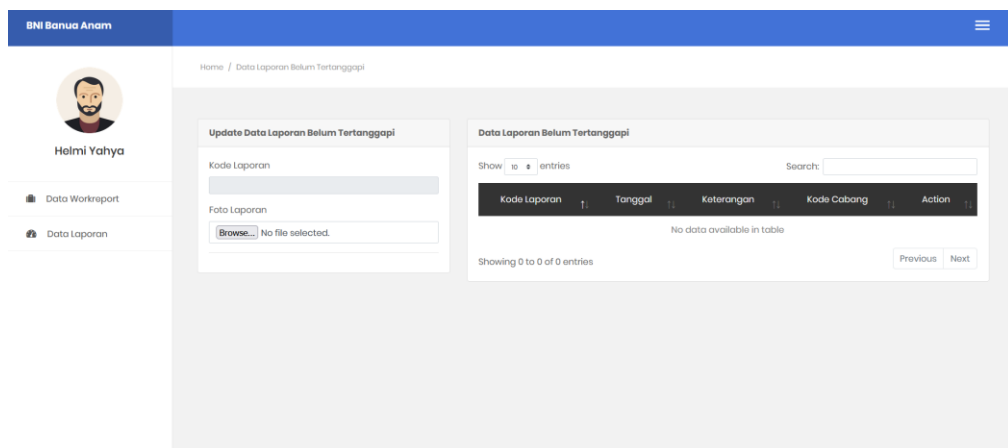 BNI Banua Anam
Home / Data Laporan Belum Tertanggapi
Helmi Yahya
Data Workreport
Data Laporan
Update Data Laporan Belum Tertanggapi
Kode Laporan
Foto Laporan
Browse... No file selected.
Data Laporan Belum Tertanggapi
Show 10 entries Search:
Kode Laporan Tanggal Keterangan Kode Cabang Action
No data available in table
Showing 0 to 0 of 0 entries Previous Next